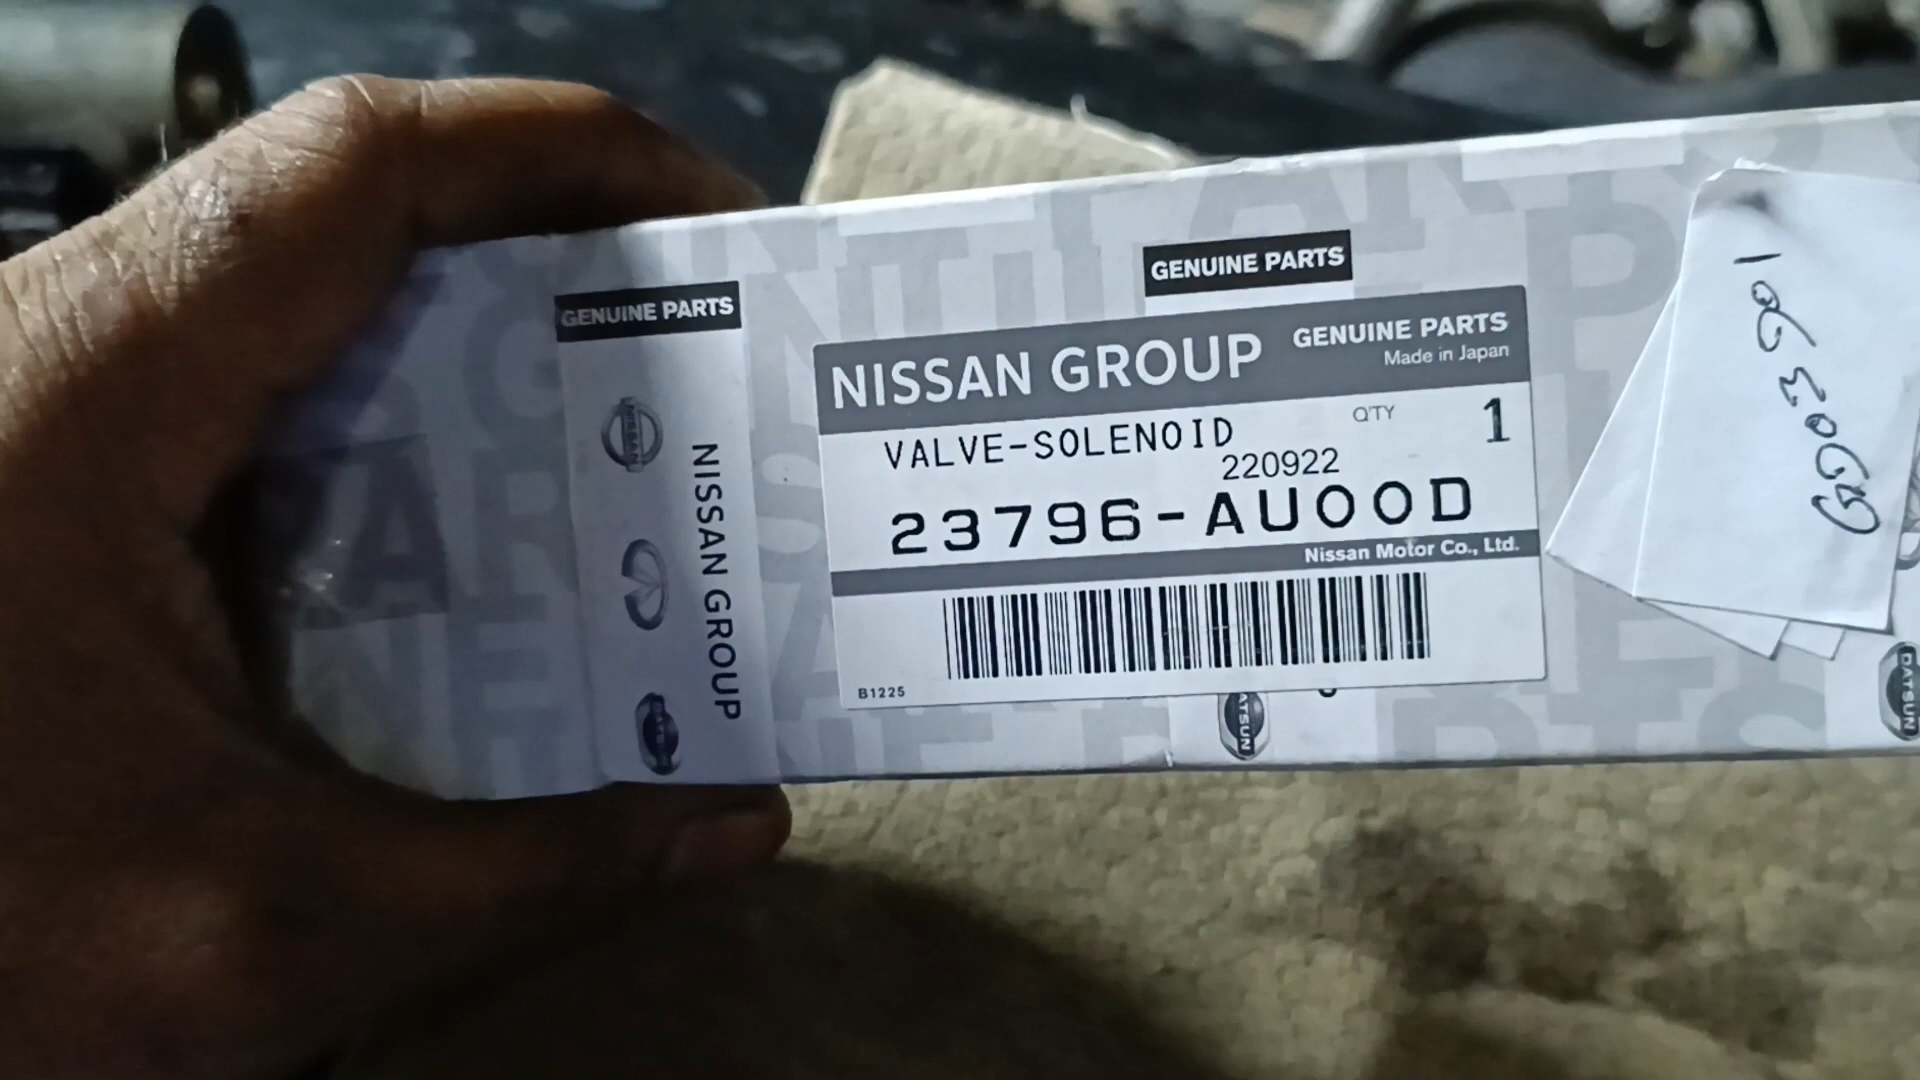 GENUINE PARTS
NISSAN
NISSAN GROUP
DATSUN
GENUINE PARTS
NISSAN GROUP
GENUINE PARTS
Made in Japan
VALVE-SOLENOID
Q'TY 1
220922
23796-AU00D
Nissan Motor Co., Ltd.
B1225
DATSUN
DATSUN